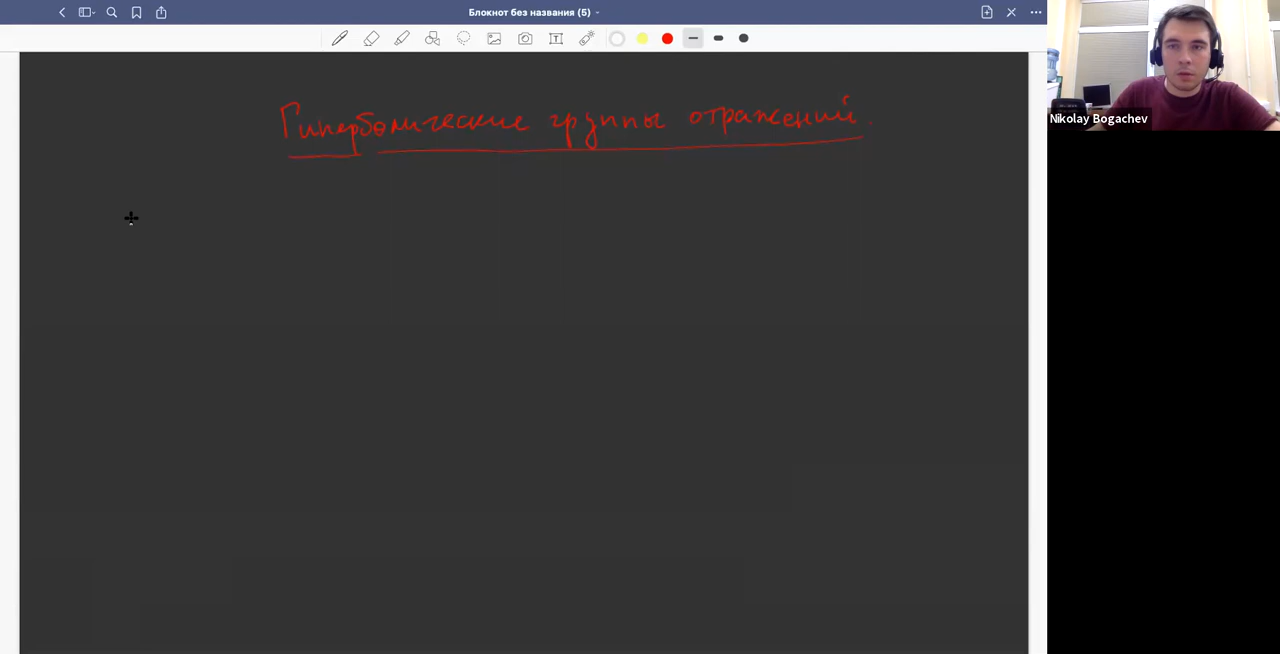 Блокнот без названия (5)
Гиперболические группы отражений.
Nikolay Bogachev